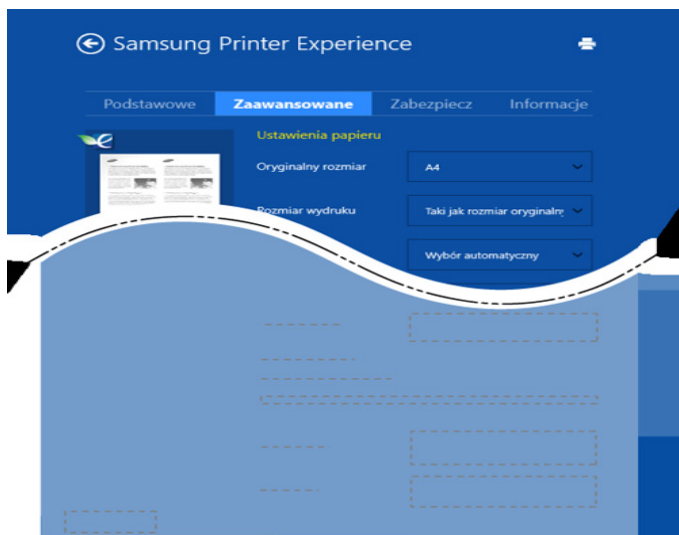 Samsung Printer Experience
Podstawowe Zaawansowane Zabezpiecz Informacje
Ustawienia papieru
Oryginalny rozmiar A4
Rozmiar wydruku Taki jak rozmiar oryginalny
Wybór automatyczny